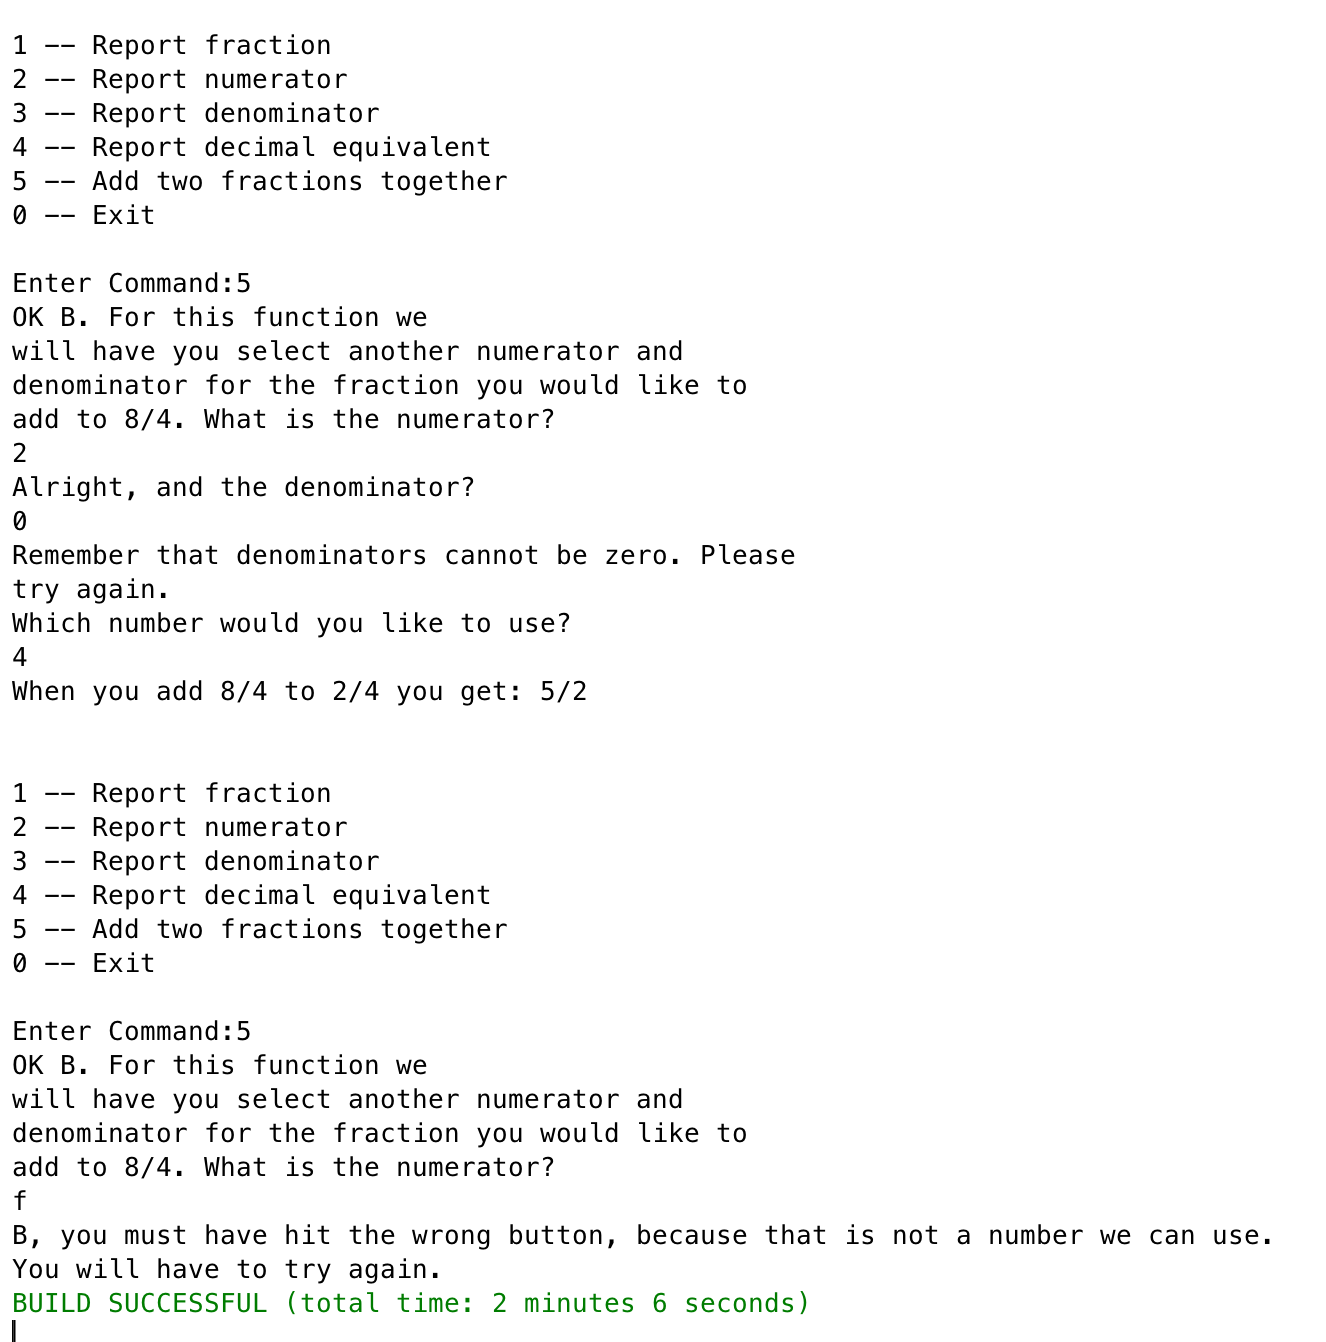 1 -- Report fraction
2 -- Report numerator
3 -- Report denominator
4 -- Report decimal equivalent
5 -- Add two fractions together
0 -- Exit
Enter Command:5
OK B. For this function we
will have you select another numerator and
denominator for the fraction you would like to
add to 8/4. What is the numerator?
2
Alright, and the denominator?
0
Remember that denominators cannot be zero. Please
try again.
Which number would you like to use?
4
When you add 8/4 to 2/4 you get: 5/2
1 -- Report fraction
2 -- Report numerator
3 -- Report denominator
4 -- Report decimal equivalent
5 -- Add two fractions together
0 -- Exit
Enter Command:5
OK B. For this function we
will have you select another numerator and
denominator for the fraction you would like to
add to 8/4. What is the numerator?
f
B, you must have hit the wrong button, because that is not a number we can use.
You will have to try again.
BUILD SUCCESSFUL (total time: 2 minutes 6 seconds)